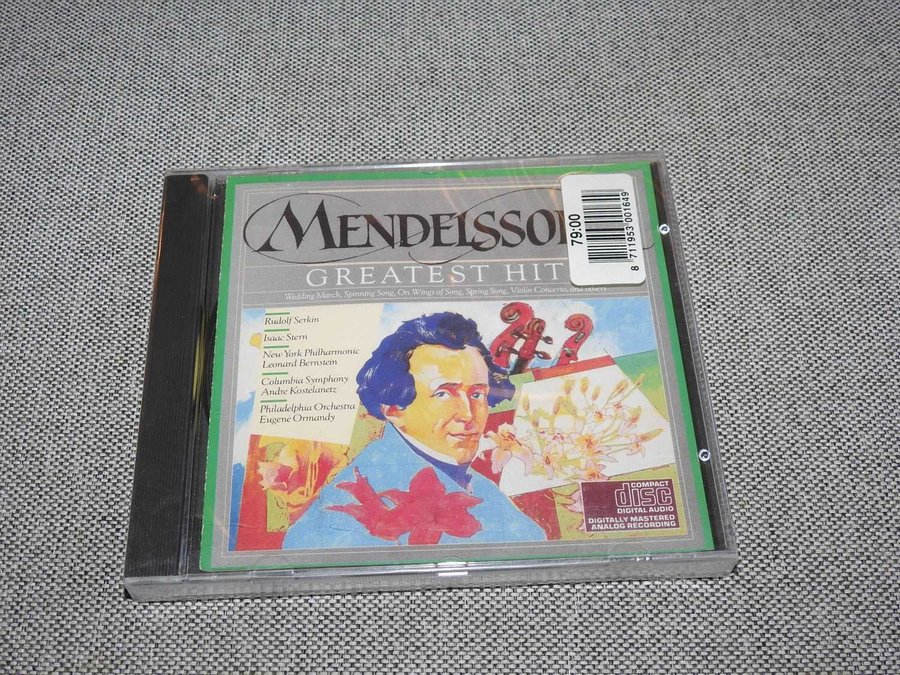 MENDELSSO
GREATEST HIT
Wedding March, Spinning Song, On Wings of Song, Spring Song, Violin Concerto, and others
Rudolf Serkin
Isaac Stern
New York Philharmonic
Leonard Bernstein
Columbia Symphony
Andre Kostelanetz
Philadelphia Orchestra
Eugene Ormandy
79:00
8 711953 001649
COMPACT
disc
DIGITAL AUDIO
DIGITALLY MASTERED
ANALOG RECORDING